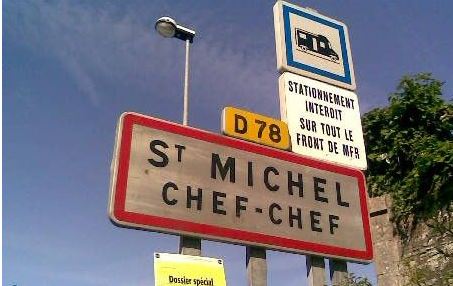 STATIONNEMENT
INTERDIT
SUR TOUT LE
FRONT DE MER
D 78
ST MICHEL
CHEF-CHEF
Dossier spécial